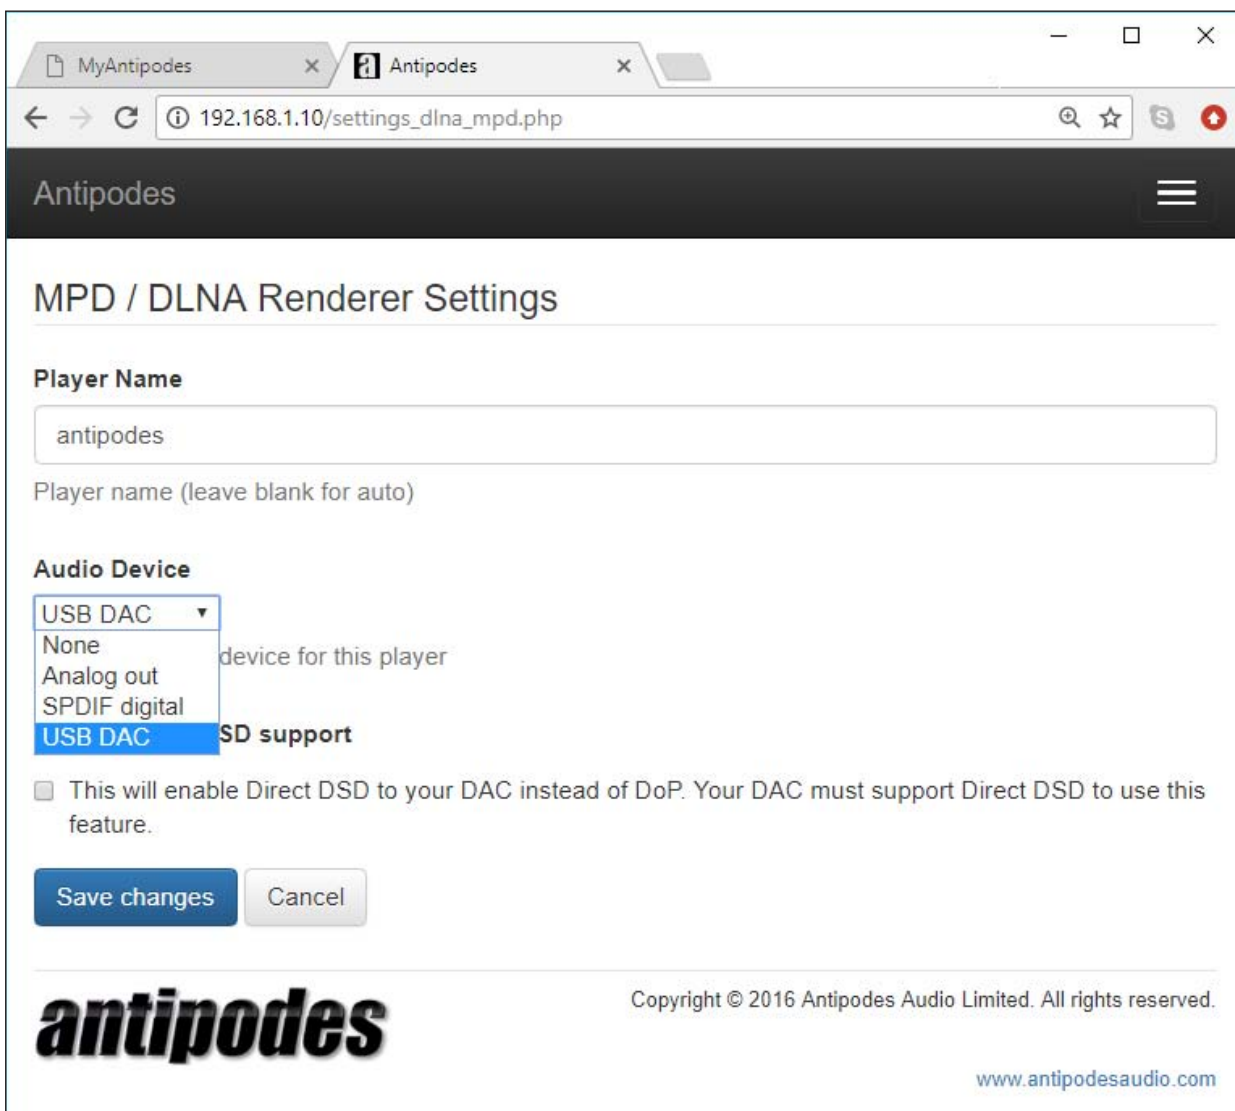 MyAntipodes
Antipodes
192.168.1.10/settings_dlna_mpd.php
Antipodes
MPD / DLNA Renderer Settings
Player Name
antipodes
Player name (leave blank for auto)
Audio Device
USB DAC
None
device for this player
Analog out
SPDIF digital
USB DAC
SD support
This will enable Direct DSD to your DAC instead of DoP. Your DAC must support Direct DSD to use this
feature.
Save changes
Cancel
antipodes
Copyright © 2016 Antipodes Audio Limited. All rights reserved.
www.antipodesaudio.com